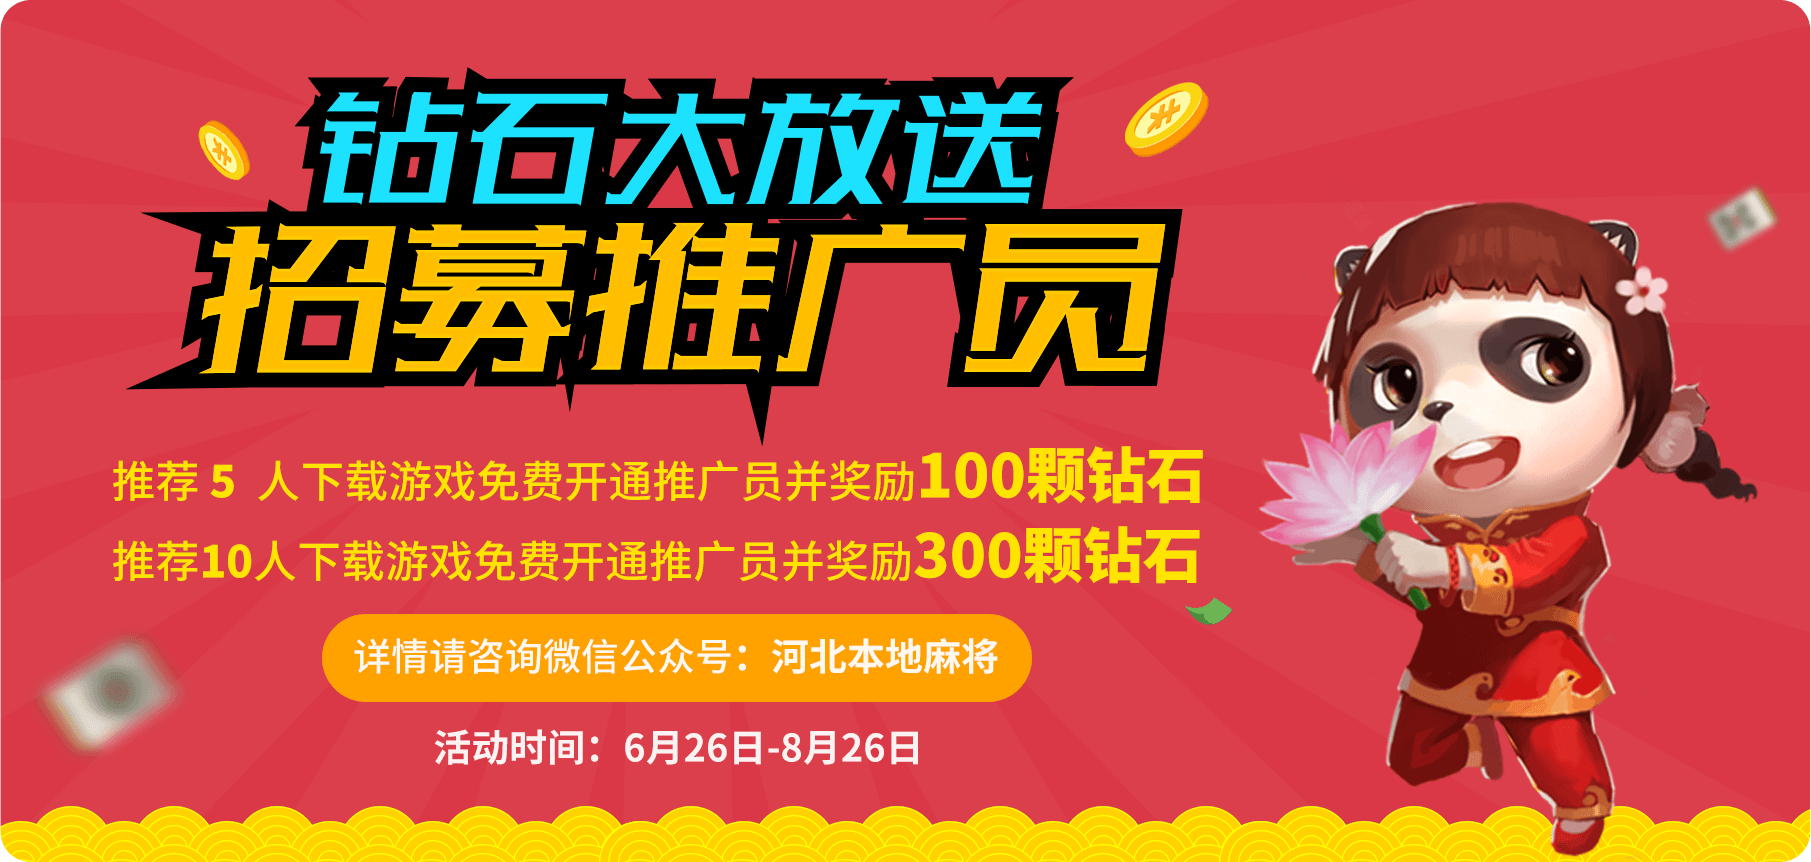 钻石大放送
招募推广员
推荐 5 人下载游戏免费开通推广员并奖励100颗钻石
推荐10人下载游戏免费开通推广员并奖励300颗钻石
详情请咨询微信公众号：河北本地麻将
活动时间：6月26日-8月26日